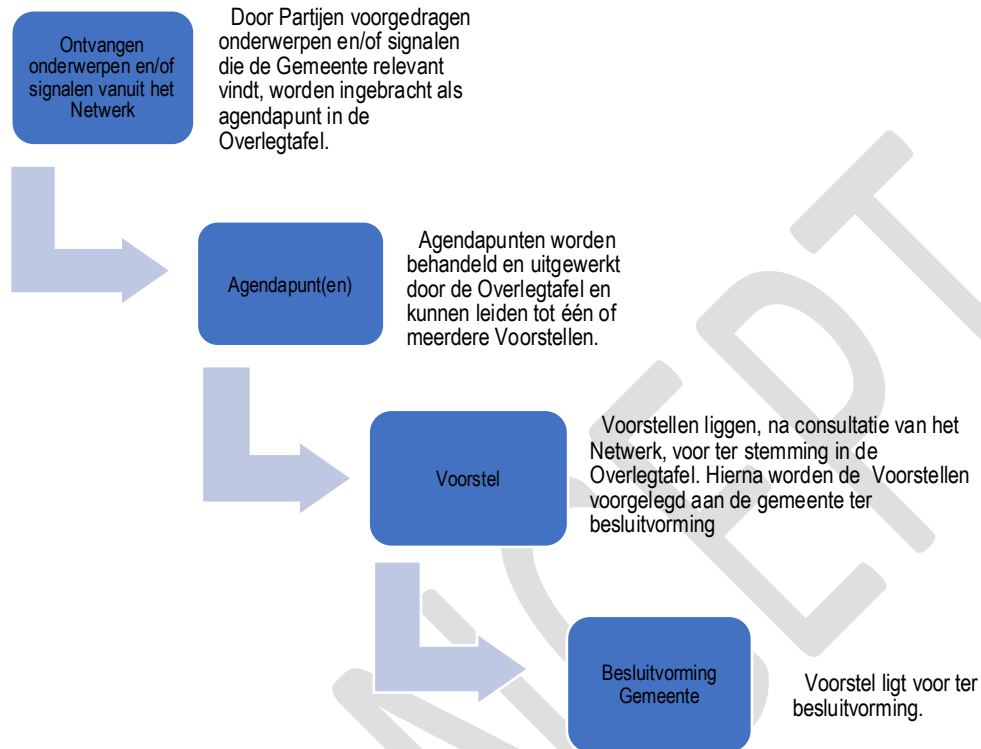 Ontvangen
onderwerpen en/of
signalen vanuit het
Netwerk
Door Partijen voorgedragen
onderwerpen en/of signalen
die de Gemeente relevant
vindt, worden ingebracht als
agendapunt in de
Overlegtafel.
Agendapunt(en)
Agendapunten worden
behandeld en uitgewerkt
door de Overlegtafel en
kunnen leiden tot één of
meerdere Voorstellen.
Voorstel
Voorstellen liggen, na consultatie van het
Netwerk, voor ter stemming in de
Overlegtafel. Hierna worden de Voorstellen
voorgelegd aan de gemeente ter
besluitvorming
Besluitvorming
Gemeente
Voorstel ligt voor ter
besluitvorming.
NCEPT